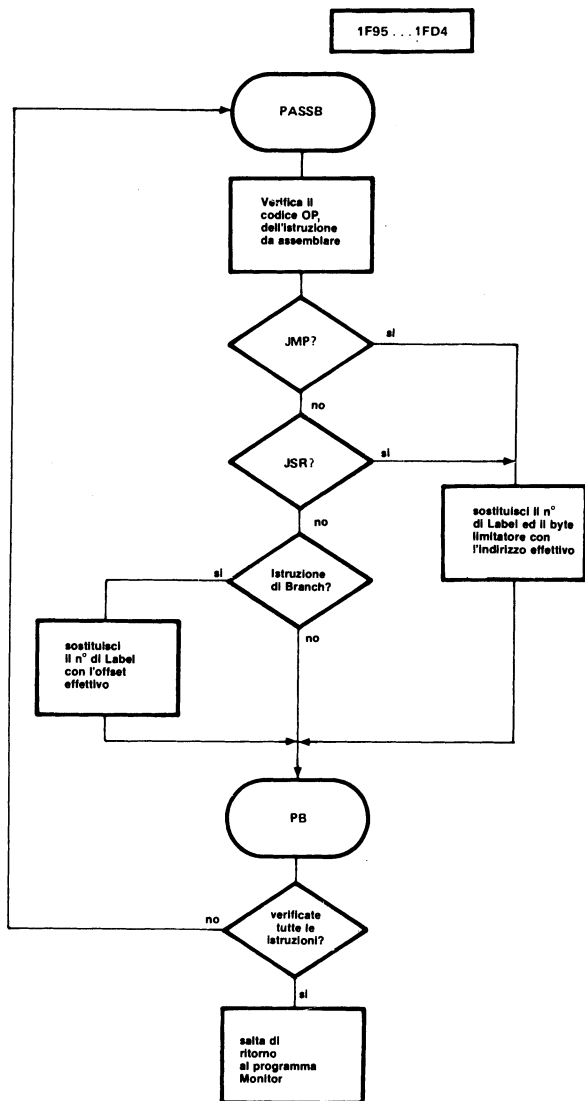 1F95 . . . 1FD4
PASSB
Verifica il
codice OP,
dell'istruzione
da assemblare
JMP?
si
no
JSR?
si
no
sostituisci il n°
di Label ed il byte
limitatore con
l'indirizzo effettivo
Istruzione
di Branch?
si
no
sostituisci
il n° di Label
con l'offset
effettivo
PB
verificate
tutte le
istruzioni?
no
si
salta di
ritorno
al programma
Monitor